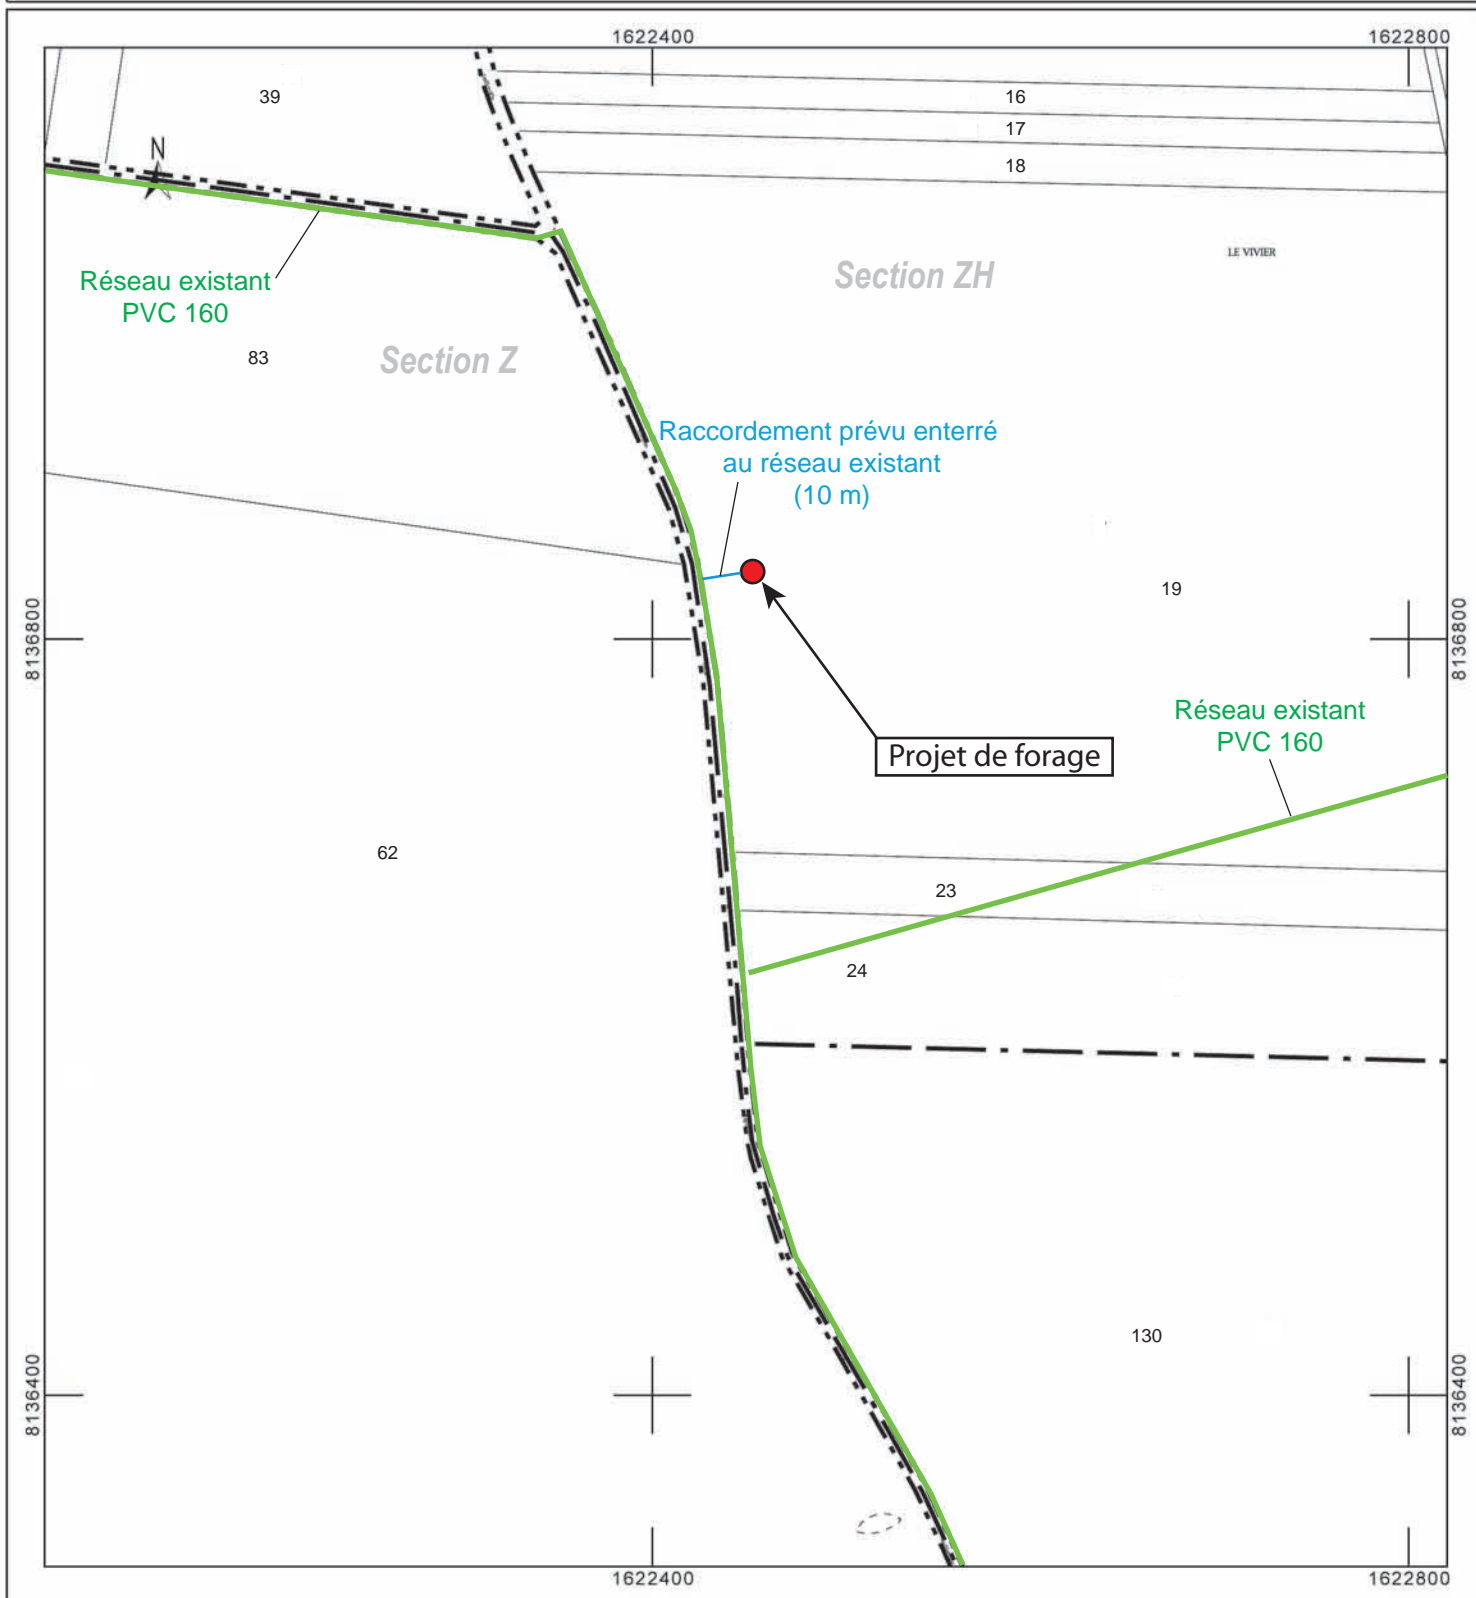 1622400
1622800
39
16
17
18
N
LE VIVIER
Section ZH
Réseau existant
PVC 160
83
Section Z
Raccordement prévu enterré
au réseau existant
(10 m)
19
8136800
8136800
Réseau existant
PVC 160
Projet de forage
62
23
24
130
8136400
8136400
1622400
1622800